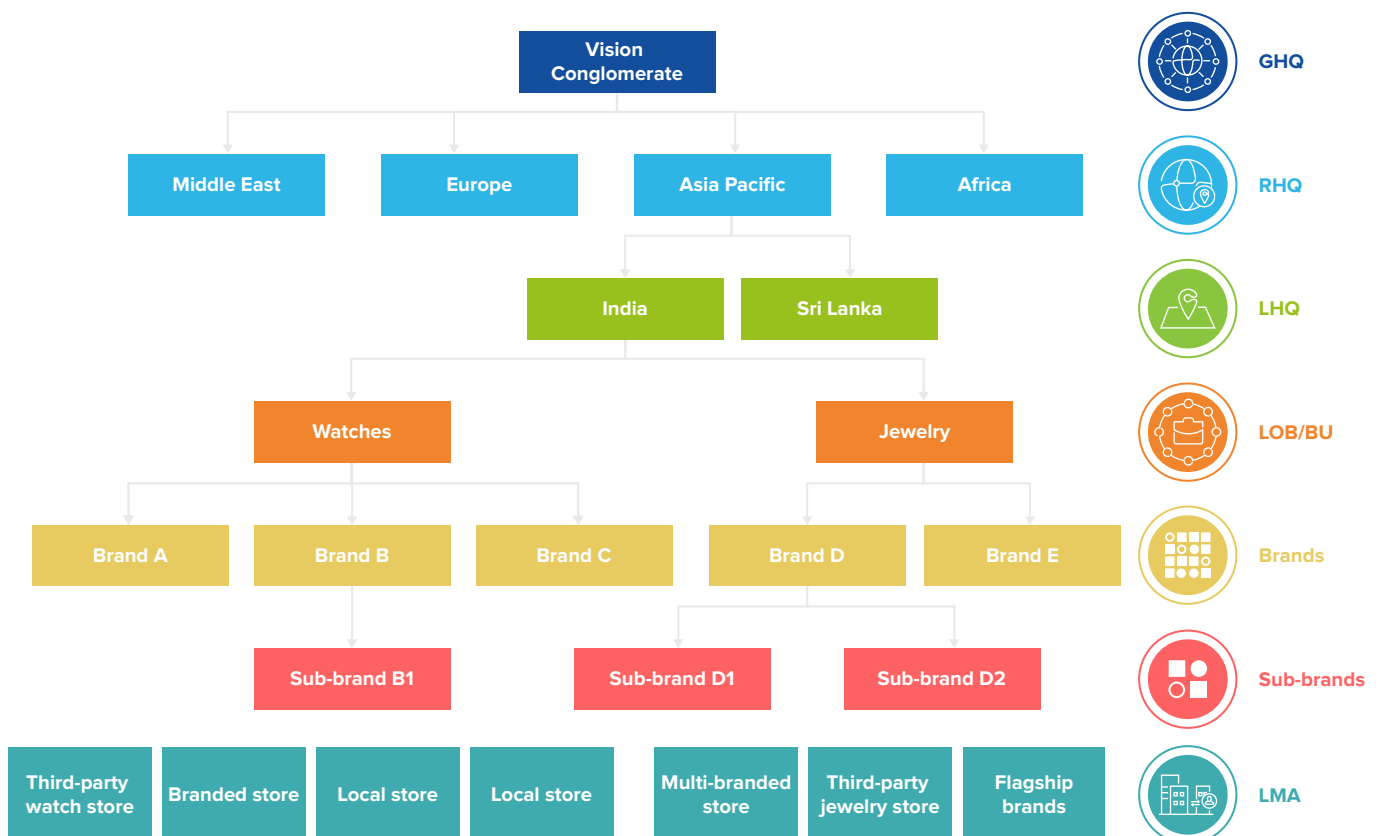 Vision
Conglomerate
GHQ
Middle East
Europe
Asia Pacific
Africa
RHQ
India
Sri Lanka
LHQ
Watches
Jewelry
LOB/BU
Brand A
Brand B
Brand C
Brand D
Brand E
Brands
Sub-brand B1
Sub-brand D1
Sub-brand D2
Sub-brands
Third-party
watch store
Branded store
Local store
Local store
Multi-branded
store
Third-party
jewelry store
Flagship
brands
LMA